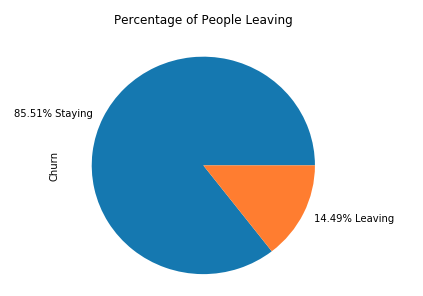 Percentage of People Leaving
85.51% Staying
Churn
14.49% Leaving